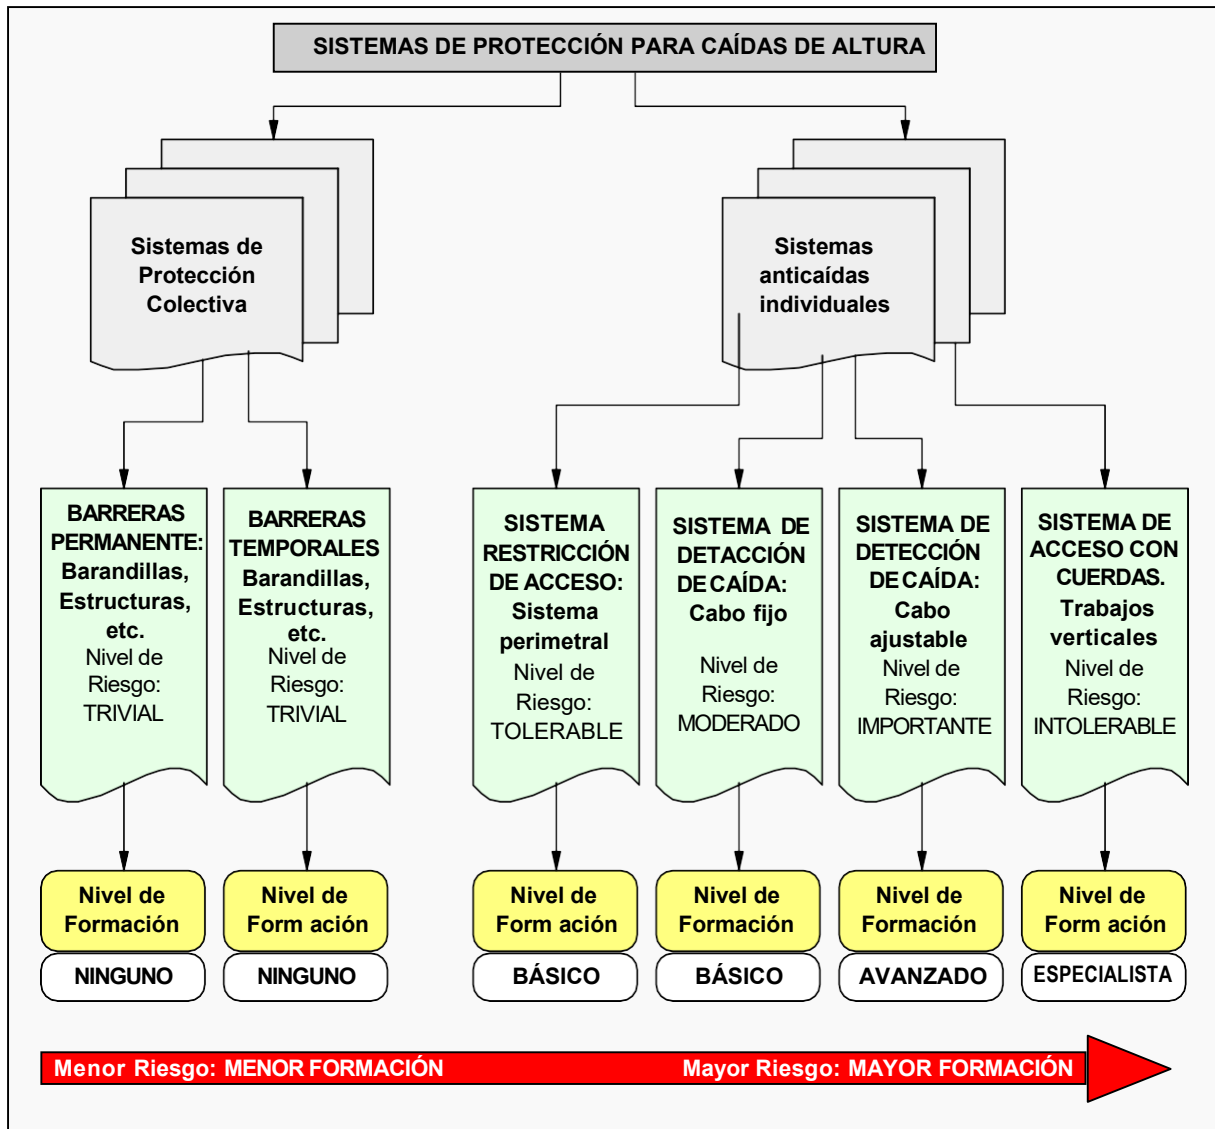 SISTEMAS DE PROTECCIÓN PARA CAÍDAS DE ALTURA
Sistemas de
Protección
Colectiva
Sistemas
anticaídas
individuales
BARRERAS
PERMANENTE:
Barandillas,
Estructuras,
etc.
Nivel de
Riesgo:
TRIVIAL
BARRERAS
TEMPORALES
Barandillas,
Estructuras,
etc.
Nivel de
Riesgo:
TRIVIAL
SISTEMA
RESTRICCIÓN
DE ACCESO:
Sistema
perimetral
Nivel de
Riesgo:
TOLERABLE
SISTEMA DE
DETACCIÓN
DE CAÍDA:
Cabo fijo
Nivel de
Riesgo:
MODERADO
SISTEMA DE
DETECCIÓN
DE CAÍDA:
Cabo
ajustable
Nivel de
Riesgo:
IMPORTANTE
SISTEMA DE
ACCESO CON
CUERDAS.
Trabajos
verticales
Nivel de
Riesgo:
INTOLERABLE
Nivel de
Formación
NINGUNO
Nivel de
Form ación
NINGUNO
Nivel de
Form ación
BÁSICO
Nivel de
Formación
BÁSICO
Nivel de
Formación
AVANZADO
Nivel de
Form ación
ESPECIALISTA
Menor Riesgo: MENOR FORMACIÓN
Mayor Riesgo: MAYOR FORMACIÓN